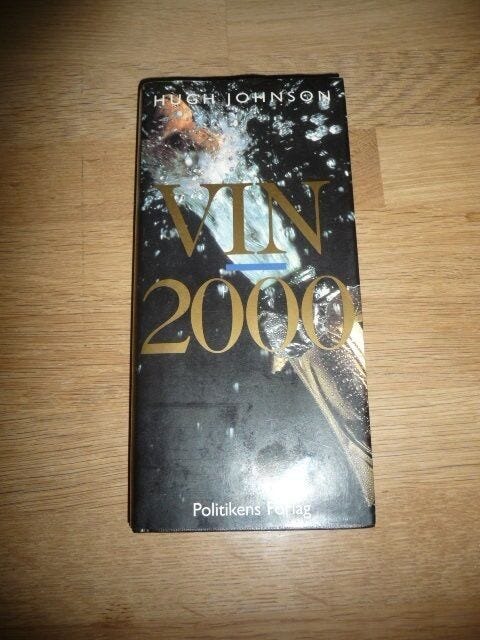 HUGH JOHNSON
VIN
2000
Politikens Forlag